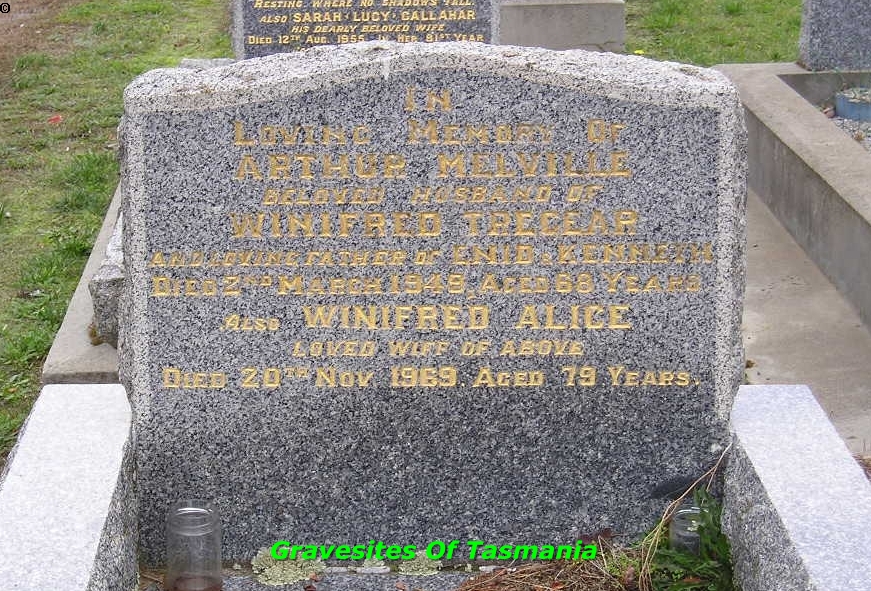 RESTING WHERE NO SHADOWS FALL.
ALSO SARAH LUCY CALLAHAR
HIS DEARLY BELOVED WIFE
DIED 12TH AUG. 1955 IN HER 81ST YEAR
IN
LOVING MEMORY OF
ARTHUR MELVILLE
BELOVED HUSBAND OF
WINIFRED TREGEAR
AND LOVING FATHER OF ENID & KENNETH
DIED 2ND MARCH 1949, AGED 68 YEARS
ALSO WINIFRED ALICE
LOVED WIFE OF ABOVE
DIED 20TH NOV 1969. AGED 79 YEARS.
Gravesites Of Tasmania